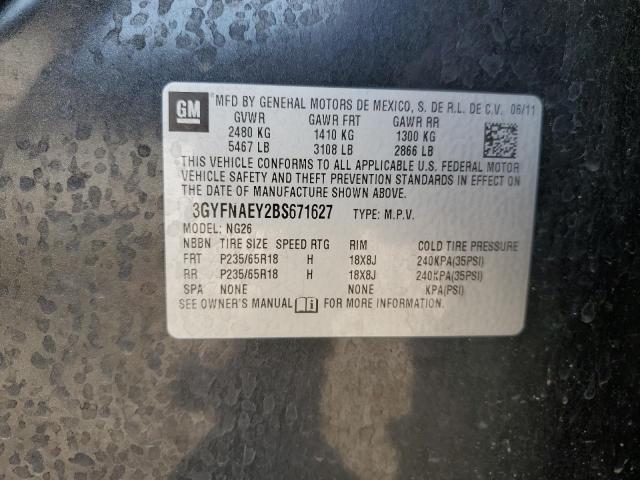 GM
MFD BY GENERAL MOTORS DE MEXICO, S. DE R.L. DE C.V. 06/11
GVWR GAWR FRT GAWR RR
2480 KG 1410 KG 1300 KG
5467 LB 3108 LB 2866 LB
THIS VEHICLE CONFORMS TO ALL APPLICABLE U.S. FEDERAL MOTOR
VEHICLE SAFETY AND THEFT PREVENTION STANDARDS IN EFFECT ON
THE DATE OF MANUFACTURE SHOWN ABOVE.
3GYFNAEY2BS671627 TYPE: M.P.V.
MODEL: NG26
NBBN TIRE SIZE SPEED RTG RIM COLD TIRE PRESSURE
FRT P235/65R18 H 18X8J 240KPA(35PSI)
RR P235/65R18 H 18X8J 240KPA(35PSI)
SPA NONE NONE KPA(PSI)
SEE OWNER'S MANUAL i FOR MORE INFORMATION.